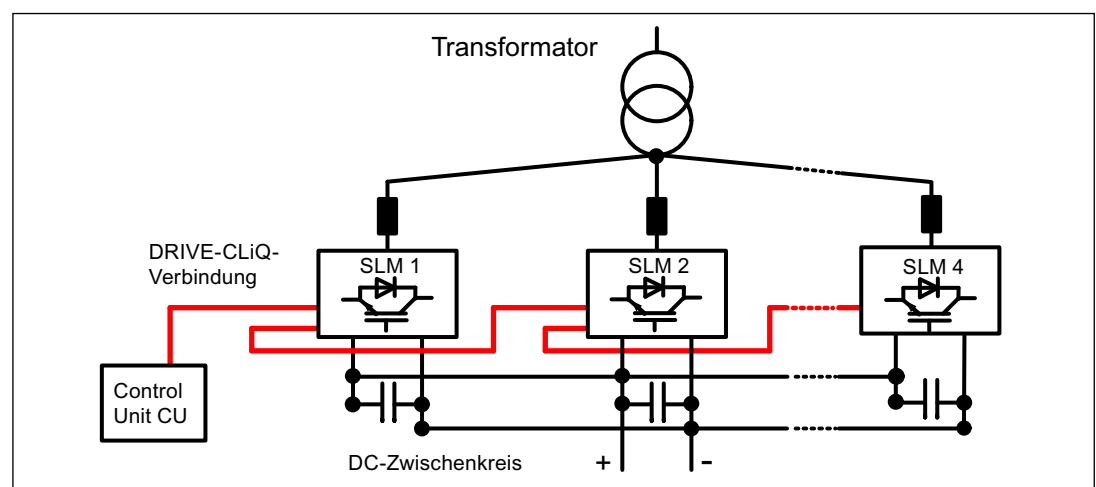 Transformator
DRIVE-CLiQ-
Verbindung
SLM 1
SLM 2
SLM 4
Control
Unit CU
DC-Zwischenkreis
+
-